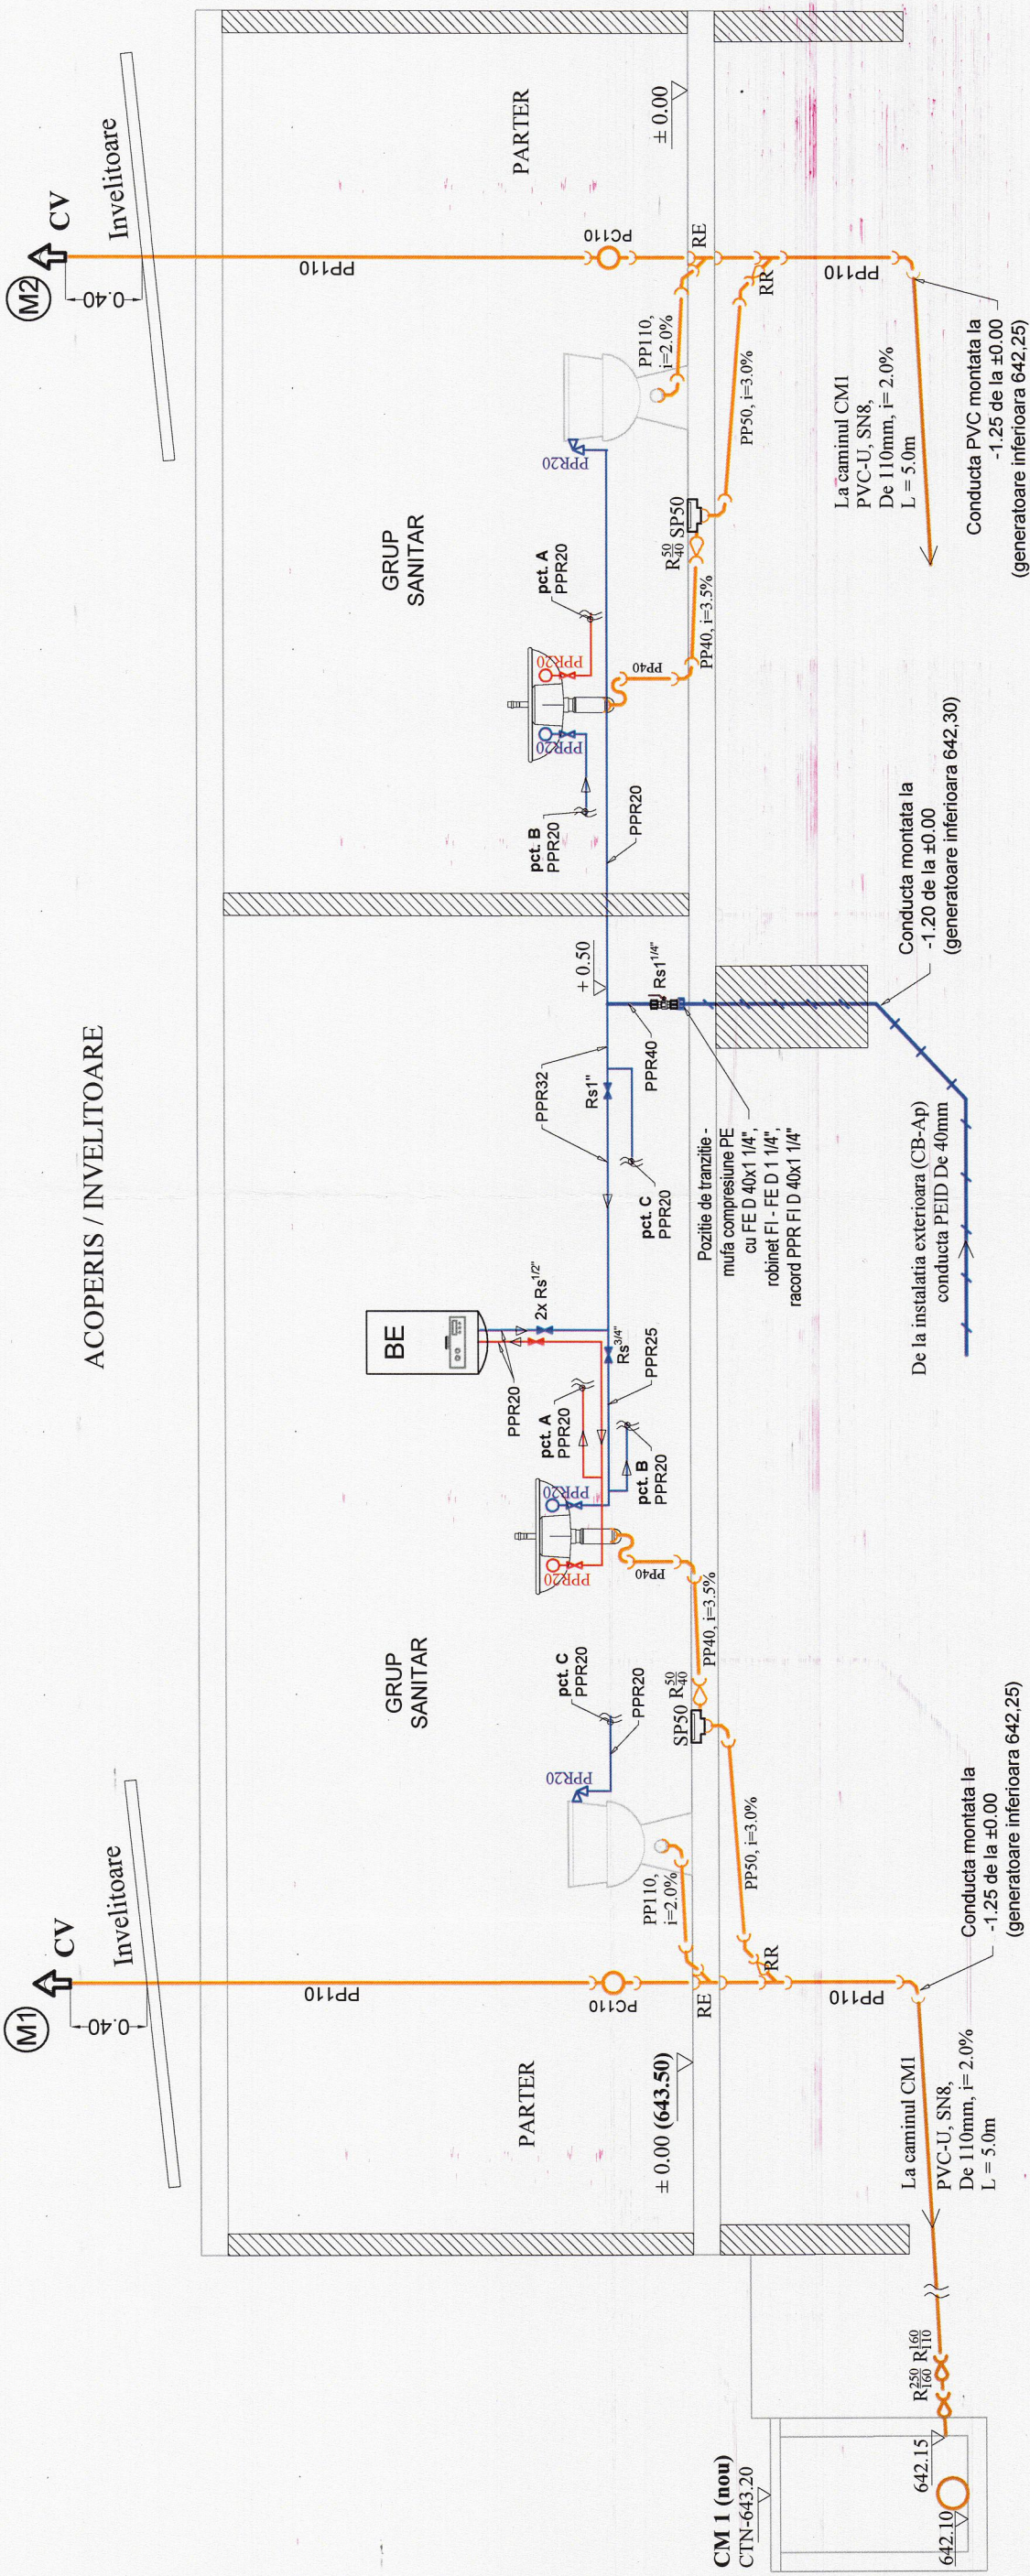 ACOPERIS / INVELITOARE
M1
CV
0.40
Invelitoare
PP110
PARTER
± 0.00 (643.50)
PC110
RE
PP110,
i=2.0%
RR
PP110
PP50, i=3.0%
GRUP
SANITAR
PPR20
pct. C
PPR20
PPR20
SP50 R50/40
PP40, i=3.5%
PP40
PPR20
PPR20
pct. A
PPR20
pct. B
PPR20
PPR20
BE
2x Rs1/2"
Rs3/4"
PPR25
pct. C
PPR20
PPR32
Rs1"
PPR40
+ 0.50
Rs1 1/4"
Pozitie de tranzitie -
mufa compresiune PE
cu FE D 40x1 1/4",
robinet FI - FE D 1 1/4",
racord PPR FI D 40x1 1/4"
De la instalatia exterioara (CB-Ap)
conducta PEID De 40mm
Conducta montata la
-1.20 de la ±0.00
(generatoare inferioara 642,30)
PPR20
pct. B
PPR20
PPR20
PPR20
pct. A
PPR20
GRUP
SANITAR
PP40
PP40, i=3.5%
R50/40 SP50
PP50, i=3.0%
PPR20
PP110,
i=2.0%
M2
CV
0.40
Invelitoare
PP110
PC110
RE
RR
PP110
PARTER
± 0.00
La caminul CM1
PVC-U, SN8,
De 110mm, i= 2.0%
L = 5.0m
Conducta PVC montata la
-1.25 de la ±0.00
(generatoare inferioara 642,25)
Conducta montata la
-1.25 de la ±0.00
(generatoare inferioara 642,25)
La caminul CM1
PVC-U, SN8,
De 110mm, i= 2.0%
L = 5.0m
R250/160 R160/110
CM 1 (nou)
CTN-643.20
642.15
642.10